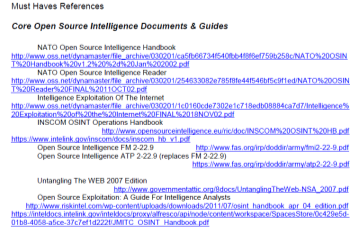 Must Haves References
Core Open Source Intelligence Documents & Guides
NATO Open Source Intelligence Handbook
http://www.oss.net/dynamaster/file_archive/030201/ca5fb66734f540fbb4f8f6ef759b258c/NATO%20OSIN
T%20Handbook%20v1.2%20%2d%20Jan%202002.pdf
NATO Open Source Intelligence Reader
http://www.oss.net/dynamaster/file_archive/030201/254633082e785f8fe44f546bf5c9f1ed/NATO%20OSIN
T%20Reader%20FINAL%2011OCT02.pdf
Intelligence Exploitation Of The Internet
http://www.oss.net/dynamaster/file_archive/030201/1c0160cde7302e1c718edb08884ca7d7/Intelligence%
20Exploitation%20of%20the%20Internet%20FINAL%2018NOV02.pdf
INSCOM OSINT Operations Handbook
http://www.opensourceintelligence.eu/ric/doc/INSCOM%20OSINT%20HB.pdf
https://www.intelink.gov/inscom/docs/inscom_hb_v1.pdf
Open Source Intelligence FM 2-22.9 http://www.fas.org/irp/doddir/army/fmi2-22-9.pdf
Open Source Intelligence ATP 2-22.9 (replaces FM 2-22.9)
https://www.fas.org/irp/doddir/army/atp2-22-9.pdf
Untangling The WEB 2007 Edition
http://www.governmentattic.org/8docs/UntanglingTheWeb-NSA_2007.pdf
Open Source Exploitation: A Guide For Intelligence Analysts
http://www.riskintel.com/wp-content/uploads/downloads/2011/07/osint_handbook_apr_04_edition.pdf
https://inteldocs.intelink.gov/inteldocs/proxy/alfresco/api/node/content/workspace/SpacesStore/0c429e5d-
01b8-4058-a5ce-37c7ef1d222f/JMITC_OSINT_Handbook.pdf